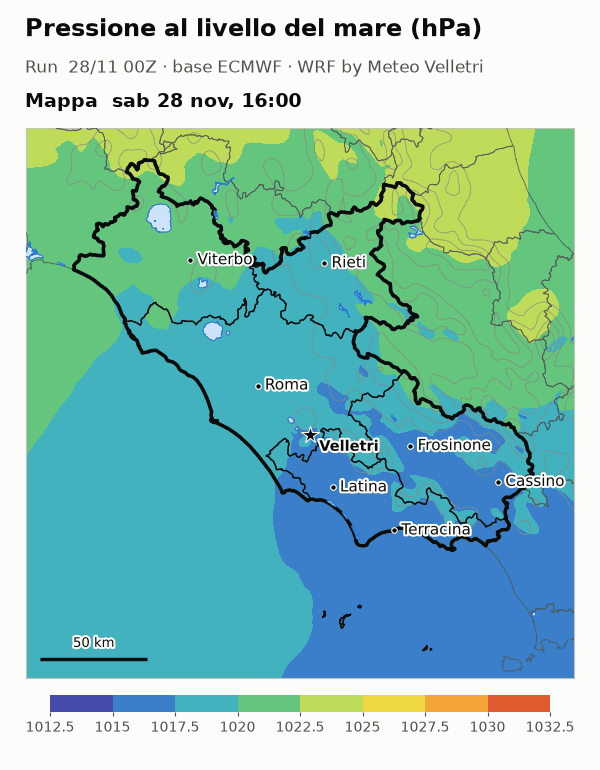 Pressione al livello del mare (hPa)
Run  28/11 00Z · base ECMWF · WRF by Meteo Velletri
Mappa  sab 28 nov, 16:00
Viterbo
Rieti
Roma
Velletri
Frosinone
Latina
Cassino
Terracina
50 km
1012.5 1015 1017.5 1020 1022.5 1025 1027.5 1030 1032.5